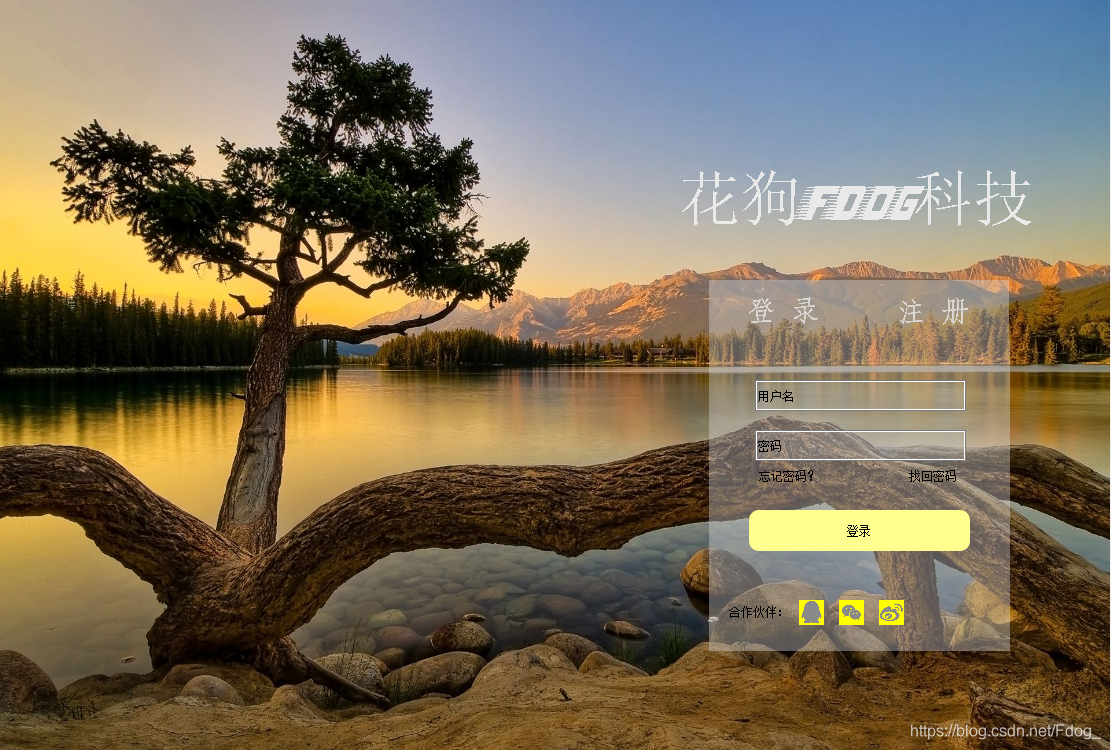 花狗FDOG科技
登 录 注 册
用户名
密码
忘记密码? 找回密码
登录
合作伙伴:
https://blog.csdn.net/Fdog_